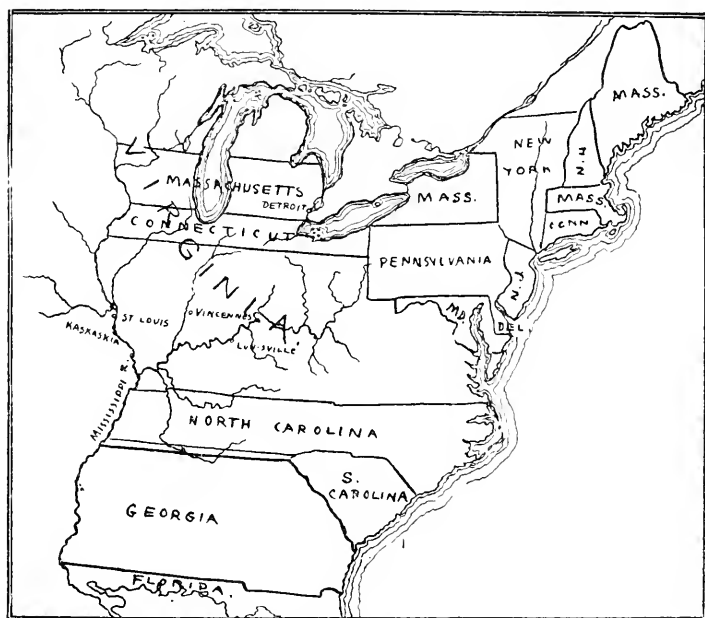 MASS.
NEW
YORK
N.H.
MASSACHUSETTS
DETROIT
MASS.
MASS.
CONNECTICUT
CONN
VIRGINIA
PENNSYLVANIA
N.J.
MD.
DEL.
ST LOUIS
VINCENNES
KASKASKIA
LOUISVILLE
MISSISSIPPI R.
NORTH CAROLINA
S.
CAROLINA
GEORGIA
FLORIDA.